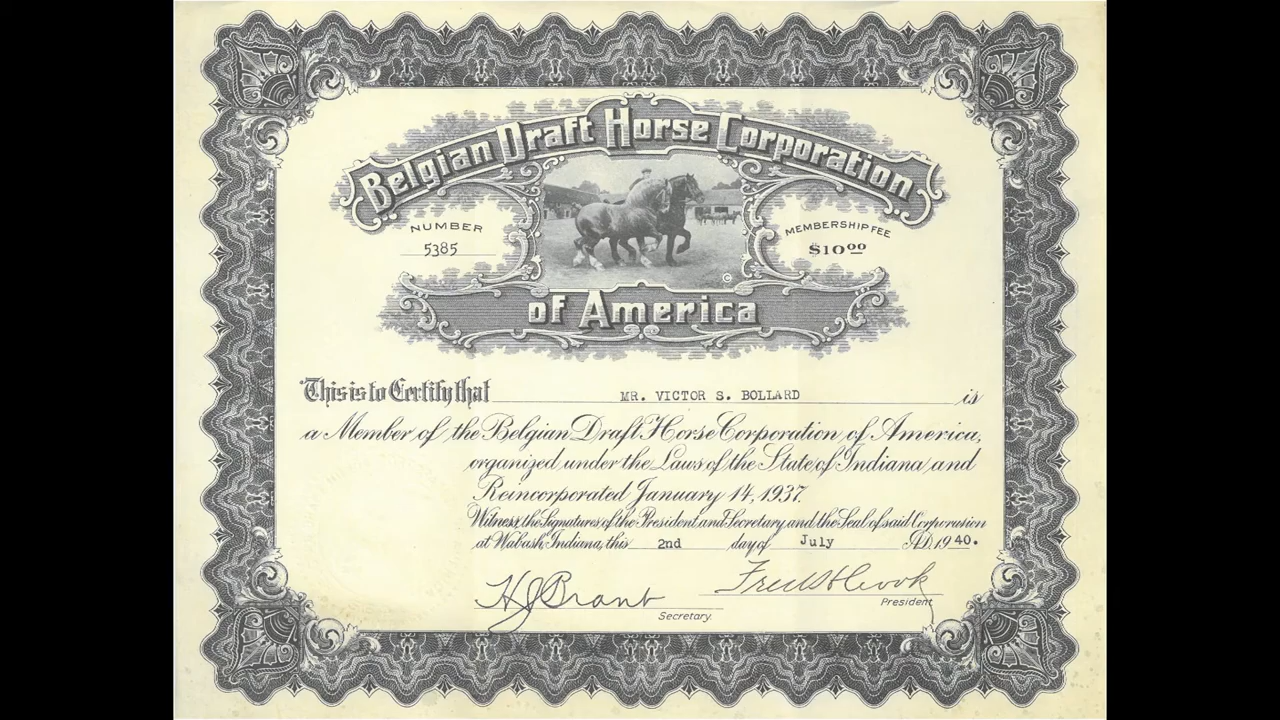 Belgian Draft Horse Corporation
NUMBER
5385
MEMBERSHIP FEE
$10.00
©
of America
This is to Certify that MR. VICTOR S. BOLLARD is
a Member of the Belgian Draft Horse Corporation of America,
organized under the Laws of the State of Indiana and
Reincorporated January 14, 1937.
Witness, the Signatures of the President and Secretary and the Seal of said Corporation
at Wabash, Indiana, this 2nd day of July A.D. 1940.
H J Brant
Secretary.
Fred H Cook
President